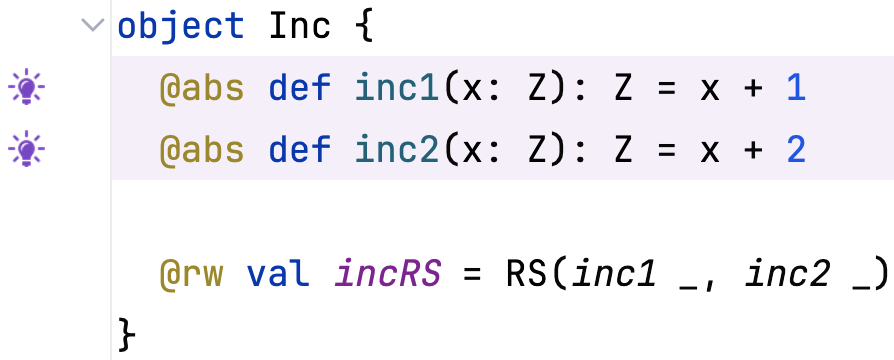 object Inc {
  @abs def inc1(x: Z): Z = x + 1
  @abs def inc2(x: Z): Z = x + 2
  @rw val incRS = RS(inc1 _, inc2 _)
}